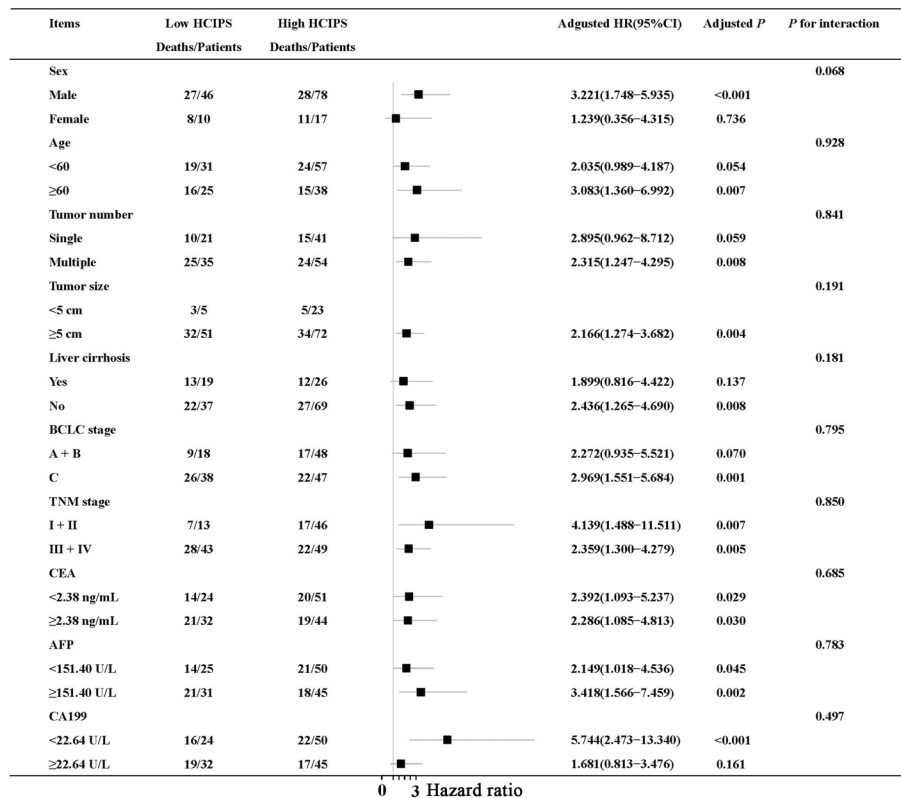 Items Low HCIPS High HCIPS Adgusted HR(95%CI) Adjusted P P for interaction
Deaths/Patients Deaths/Patients
Sex 0.068
Male 27/46 28/78 3.221(1.748−5.935) <0.001
Female 8/10 11/17 1.239(0.356−4.315) 0.736
Age 0.928
<60 19/31 24/57 2.035(0.989−4.187) 0.054
≥60 16/25 15/38 3.083(1.360−6.992) 0.007
Tumor number 0.841
Single 10/21 15/41 2.895(0.962−8.712) 0.059
Multiple 25/35 24/54 2.315(1.247−4.295) 0.008
Tumor size 0.191
<5 cm 3/5 5/23
≥5 cm 32/51 34/72 2.166(1.274−3.682) 0.004
Liver cirrhosis 0.181
Yes 13/19 12/26 1.899(0.816−4.422) 0.137
No 22/37 27/69 2.436(1.265−4.690) 0.008
BCLC stage 0.795
A + B 9/18 17/48 2.272(0.935−5.521) 0.070
C 26/38 22/47 2.969(1.551−5.684) 0.001
TNM stage 0.850
I + II 7/13 17/46 4.139(1.488−11.511) 0.007
III + IV 28/43 22/49 2.359(1.300−4.279) 0.005
CEA 0.685
<2.38 ng/mL 14/24 20/51 2.392(1.093−5.237) 0.029
≥2.38 ng/mL 21/32 19/44 2.286(1.085−4.813) 0.030
AFP 0.783
<151.40 U/L 14/25 21/50 2.149(1.018−4.536) 0.045
≥151.40 U/L 21/31 18/45 3.418(1.566−7.459) 0.002
CA199 0.497
<22.64 U/L 16/24 22/50 5.744(2.473−13.340) <0.001
≥22.64 U/L 19/32 17/45 1.681(0.813−3.476) 0.161
0 3 Hazard ratio